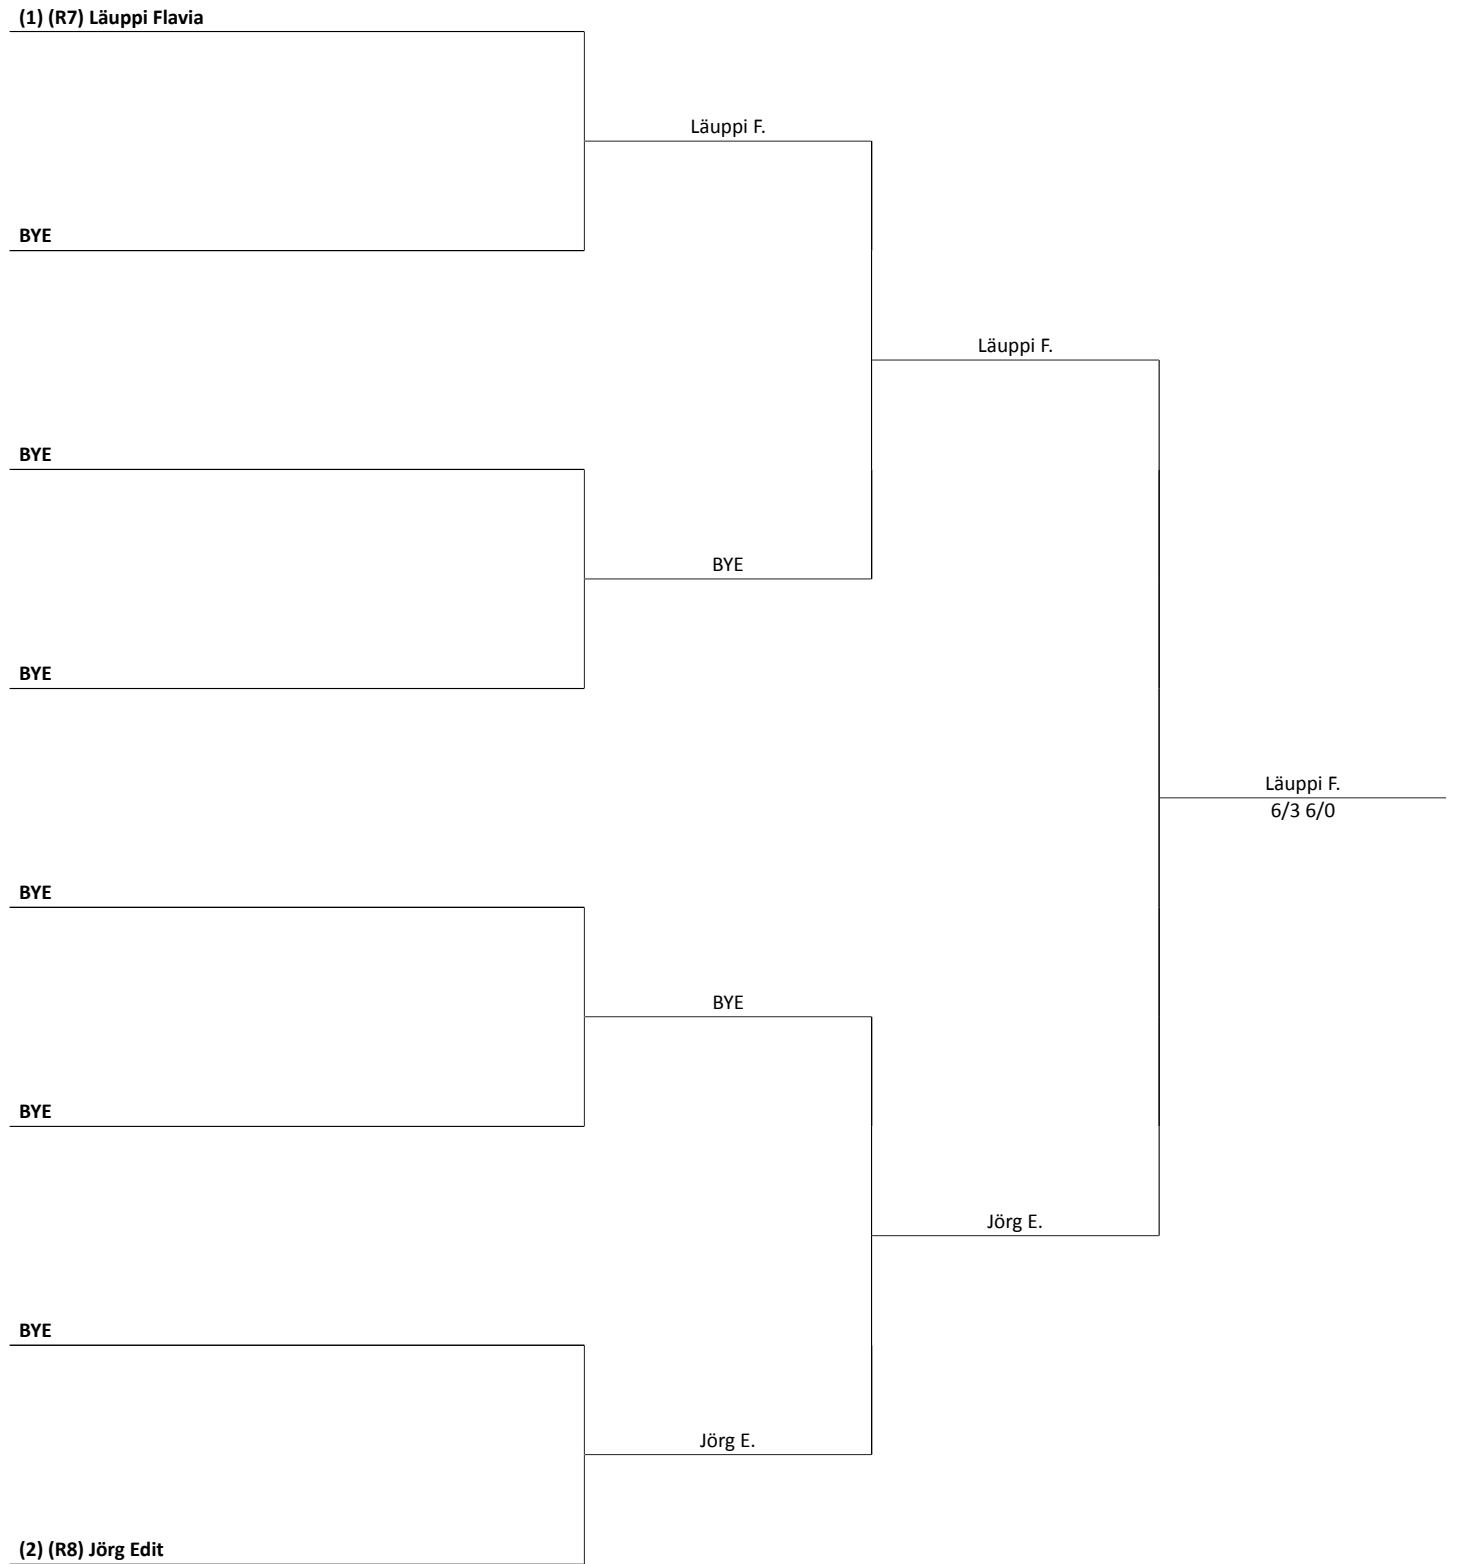 (1) (R7) Läuppi Flavia
Läuppi F.
BYE
Läuppi F.
BYE
BYE
BYE
Läuppi F.
6/3 6/0
BYE
BYE
BYE
Jörg E.
BYE
Jörg E.
(2) (R8) Jörg Edit